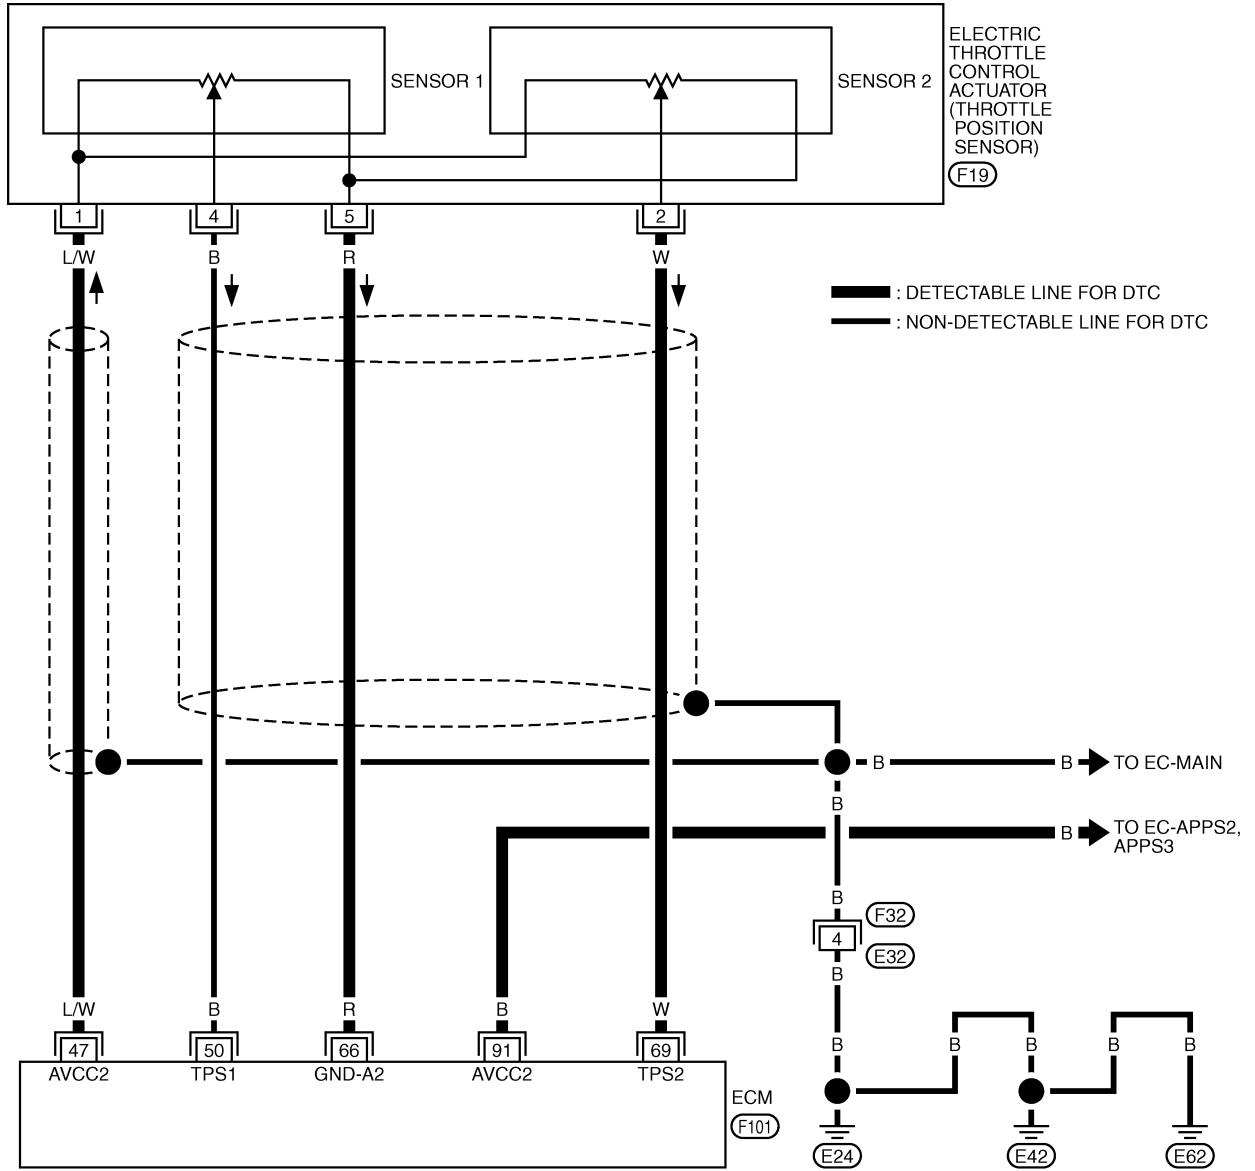 ELECTRIC
THROTTLE
CONTROL
ACTUATOR
(THROTTLE
POSITION
SENSOR)
F19
SENSOR 1
SENSOR 2
1 4 5 2
L/W B R W
: DETECTABLE LINE FOR DTC
: NON-DETECTABLE LINE FOR DTC
B B TO EC-MAIN
B
B TO EC-APPS2,
APPS3
B
F32
4
E32
B
L/W B R B W
B B B B B
47 50 66 91 69
AVCC2 TPS1 GND-A2 AVCC2 TPS2
ECM
F101
E24 E42 E62